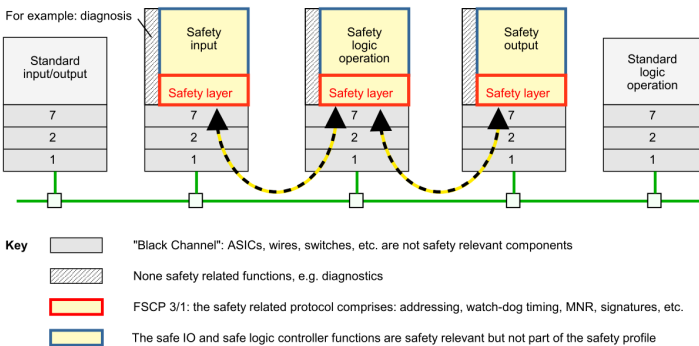 For example: diagnosis
Standard
input/output
Safety
input
Safety
logic
operation
Safety
output
Standard
logic
operation
Safety layer
Safety layer
Safety layer
7
7
7
7
7
2
2
2
2
2
1
1
1
1
1
Key
"Black Channel": ASICs, wires, switches, etc. are not safety relevant components
None safety related functions, e.g. diagnostics
FSCP 3/1: the safety related protocol comprises: addressing, watch-dog timing, MNR, signatures, etc.
The safe IO and safe logic controller functions are safety relevant but not part of the safety profile